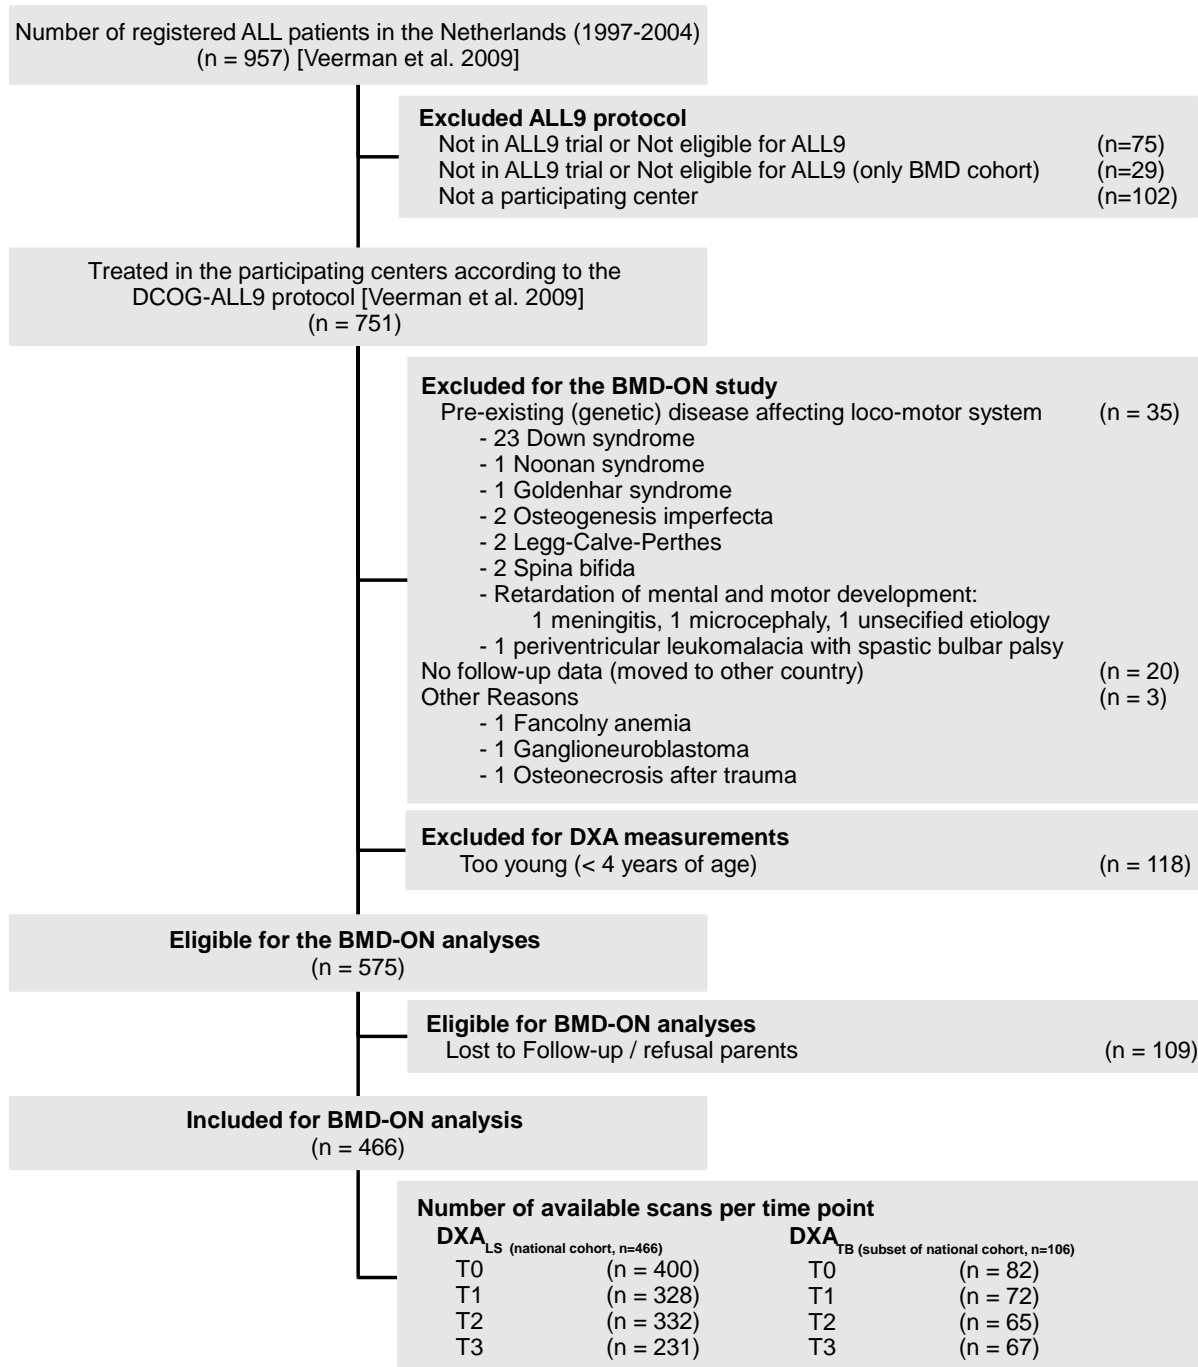 Number of registered ALL patients in the Netherlands (1997-2004)
(n = 957) [Veerman et al. 2009]
Excluded ALL9 protocol
Not in ALL9 trial or Not eligible for ALL9 (n=75)
Not in ALL9 trial or Not eligible for ALL9 (only BMD cohort) (n=29)
Not a participating center (n=102)
Treated in the participating centers according to the
DCOG-ALL9 protocol [Veerman et al. 2009]
(n = 751)
Excluded for the BMD-ON study
Pre-existing (genetic) disease affecting loco-motor system (n = 35)
- 23 Down syndrome
- 1 Noonan syndrome
- 1 Goldenhar syndrome
- 2 Osteogenesis imperfecta
- 2 Legg-Calve-Perthes
- 2 Spina bifida
- Retardation of mental and motor development:
1 meningitis, 1 microcephaly, 1 unsecified etiology
- 1 periventricular leukomalacia with spastic bulbar palsy
No follow-up data (moved to other country) (n = 20)
Other Reasons (n = 3)
- 1 Fancolny anemia
- 1 Ganglioneuroblastoma
- 1 Osteonecrosis after trauma
Excluded for DXA measurements
Too young (< 4 years of age) (n = 118)
Eligible for the BMD-ON analyses
(n = 575)
Eligible for BMD-ON analyses
Lost to Follow-up / refusal parents (n = 109)
Included for BMD-ON analysis
(n = 466)
Number of available scans per time point
DXA LS (national cohort, n=466) DXA TB (subset of national cohort, n=106)
T0 (n = 400) T0 (n = 82)
T1 (n = 328) T1 (n = 72)
T2 (n = 332) T2 (n = 65)
T3 (n = 231) T3 (n = 67)